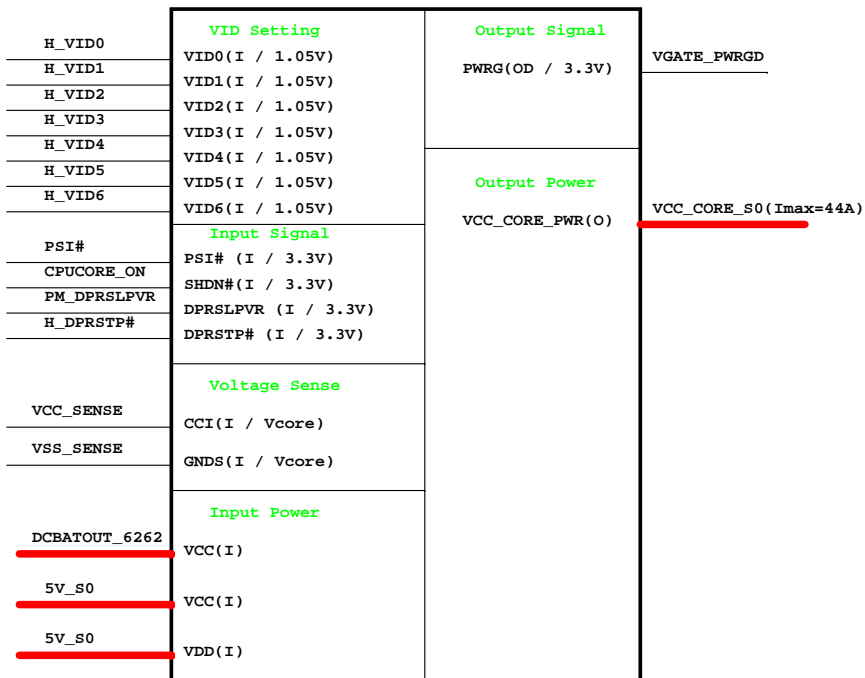 H_VID0
H_VID1
H_VID2
H_VID3
H_VID4
H_VID5
H_VID6
VID Setting
VID0(I / 1.05V)
VID1(I / 1.05V)
VID2(I / 1.05V)
VID3(I / 1.05V)
VID4(I / 1.05V)
VID5(I / 1.05V)
VID6(I / 1.05V)
PSI#
CPUCORE_ON
PM_DPRSLPVR
H_DPRSTP#
Input Signal
PSI# (I / 3.3V)
SHDN#(I / 3.3V)
DPRSLPVR (I / 3.3V)
DPRSTP# (I / 3.3V)
VCC_SENSE
VSS_SENSE
Voltage Sense
CCI(I / Vcore)
GNDS(I / Vcore)
DCBATOUT_6262
5V_S0
5V_S0
Input Power
VCC(I)
VCC(I)
VDD(I)
Output Signal
PWRG(OD / 3.3V)
VGATE_PWRGD
Output Power
VCC_CORE_PWR(O)
VCC_CORE_S0(Imax=44A)